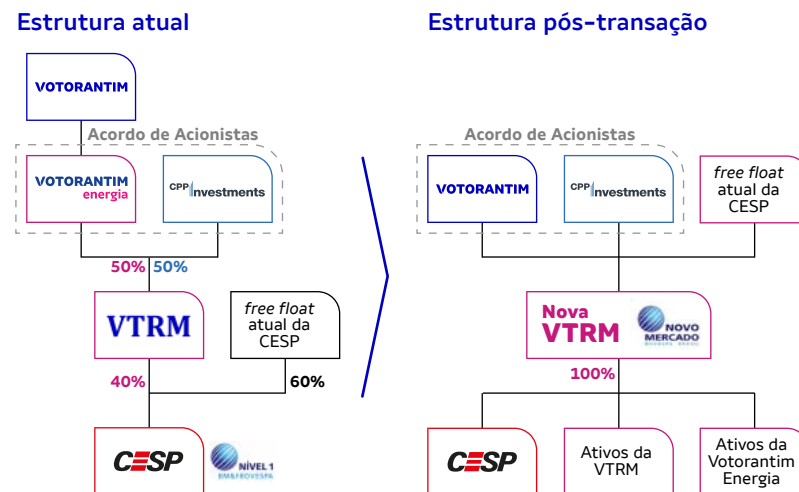 Estrutura atual
VOTORANTIM
Acordo de Acionistas
VOTORANTIM
energia
CPP Investments
50% 50%
VTRM
free float
atual da
CESP
40%
60%
CESP
NÍVEL 1
BM&FBOVESPA
Estrutura pós-transação
Acordo de Acionistas
VOTORANTIM
CPP Investments
free float
atual da
CESP
Nova
VTRM
NOVO
MERCADO
100%
CESP
Ativos da
VTRM
Ativos da
Votorantim
Energia